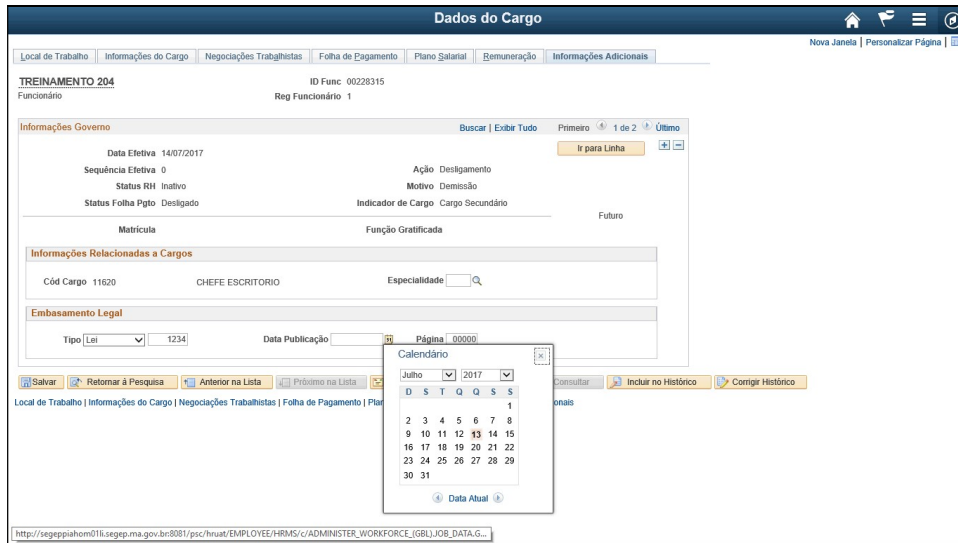 Dados do Cargo
Nova Janela | Personalizar Página |
Local de Trabalho Informações do Cargo Negociações Trabalhistas Folha de Pagamento Plano Salarial Remuneração Informações Adicionais
TREINAMENTO 204 ID Func 00228315
Funcionário Reg Funcionário 1
Informações Governo Buscar | Exibir Tudo Primeiro 1 de 2 Último
Data Efetiva 14/07/2017 Ir para Linha
Sequência Efetiva 0 Ação Desligamento
Status RH Inativo Motivo Demissão
Status Folha Pgto Desligado Indicador de Cargo Cargo Secundário
Futuro
Matrícula Função Gratificada
Informações Relacionadas a Cargos
Cód Cargo 11620 CHEFE ESCRITORIO Especialidade
Embasamento Legal
Tipo Lei 1234 Data Publicação Página 00000
Calendário
Julho 2017
D S T Q Q S S
1
2 3 4 5 6 7 8
9 10 11 12 13 14 15
16 17 18 19 20 21 22
23 24 25 26 27 28 29
30 31
Data Atual
Salvar Retornar à Pesquisa Anterior na Lista Próximo na Lista Consultar Incluir no Histórico Corrigir Histórico
Local de Trabalho | Informações do Cargo | Negociações Trabalhistas | Folha de Pagamento |
http://segeppiahom01li.segep.ma.gov.br:8081/psc/hruat/EMPLOYEE/HRMS/c/ADMINISTER_WORKFORCE_(GBL).JOB_DATA.G...